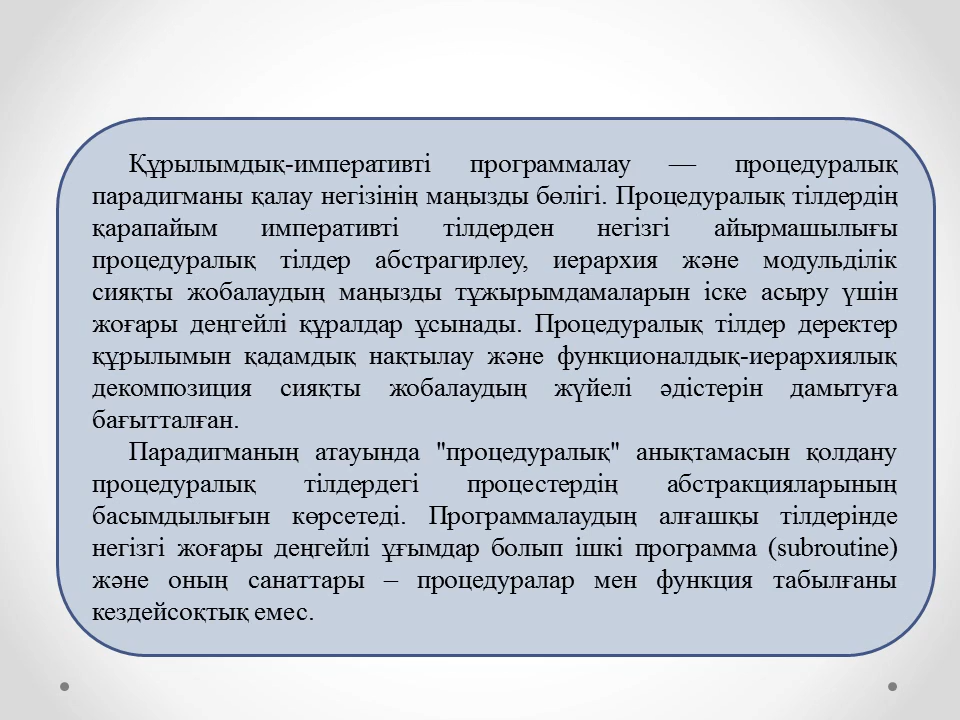 Құрылымдық-императивті программалау — процедуралық
парадигманы қалау негізінің маңызды бөлігі. Процедуралық тілдердің
қарапайым императивті тілдерден негізгі айырмашылығы
процедуралық тілдер абстрагирлеу, иерархия және модульділік
сияқты жобалаудың маңызды тұжырымдамаларын іске асыру үшін
жоғары деңгейлі құралдар ұсынады. Процедуралық тілдер деректер
құрылымын қадамдық нақтылау және функционалдық-иерархиялық
декомпозиция сияқты жобалаудың жүйелі әдістерін дамытуға
бағытталған.
Парадигманың атауында "процедуралық" анықтамасын қолдану
процедуралық тілдердегі процестердің абстракцияларының
басымдылығын көрсетеді. Программалаудың алғашқы тілдерінде
негізгі жоғары деңгейлі ұғымдар болып ішкі программа (subroutine)
және оның санаттары – процедуралар мен функция табылғаны
кездейсоқтық емес.